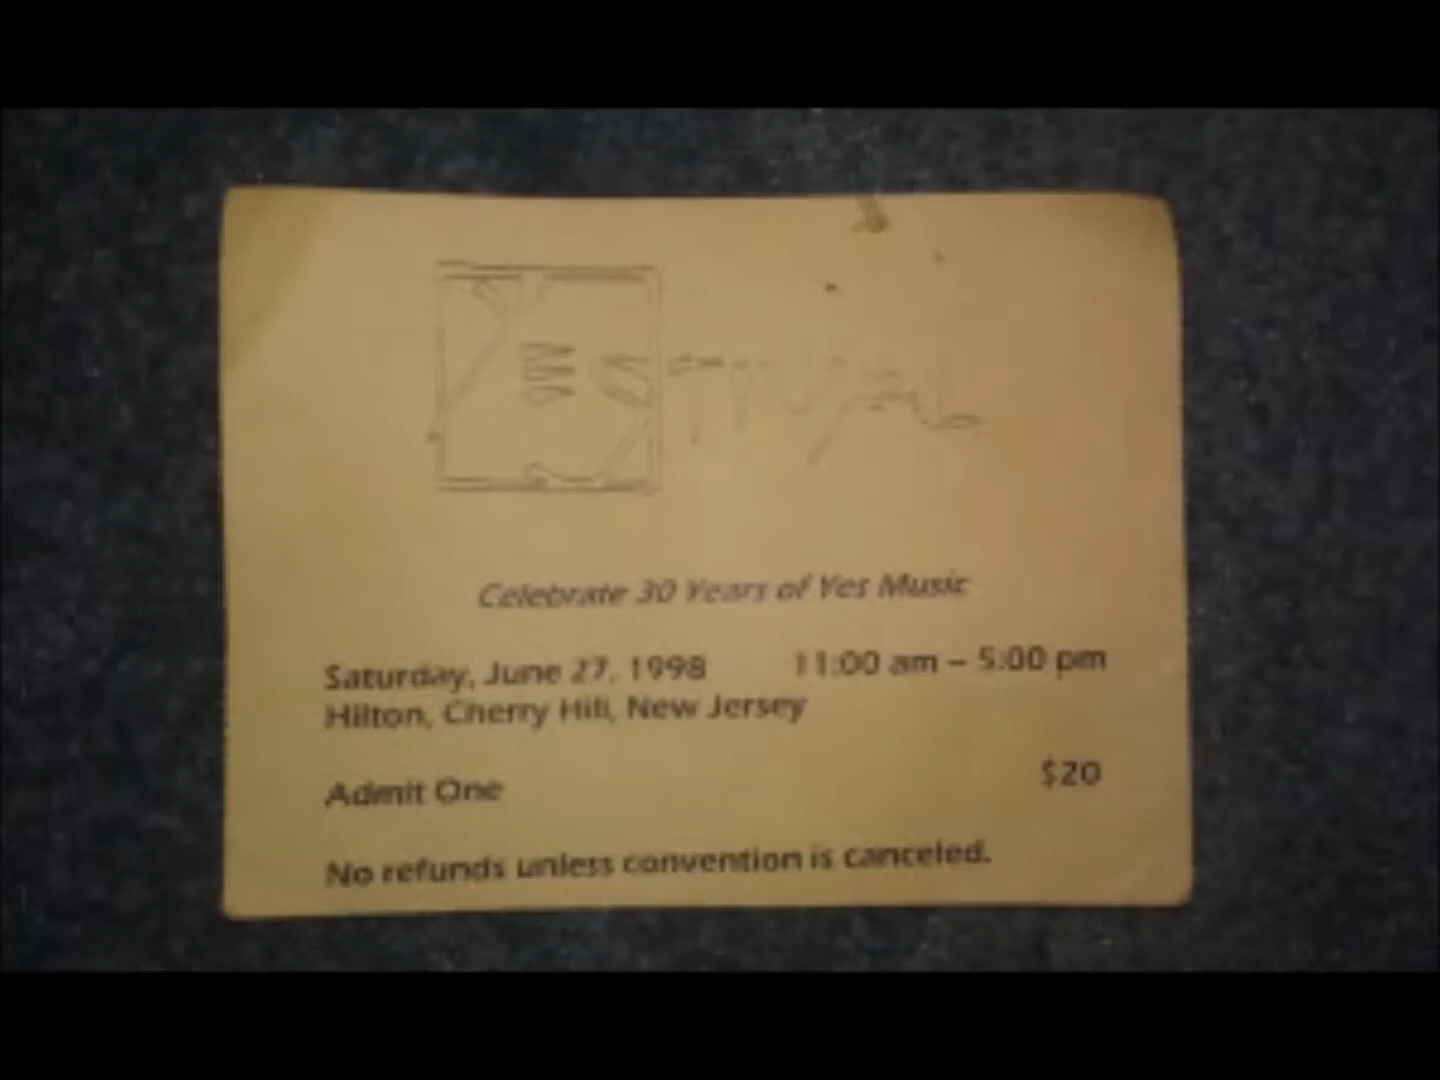 YEStival
Celebrate 30 Years of Yes Music
Saturday, June 27, 1998 11:00 am – 5:00 pm
Hilton, Cherry Hill, New Jersey
Admit One $20
No refunds unless convention is canceled.